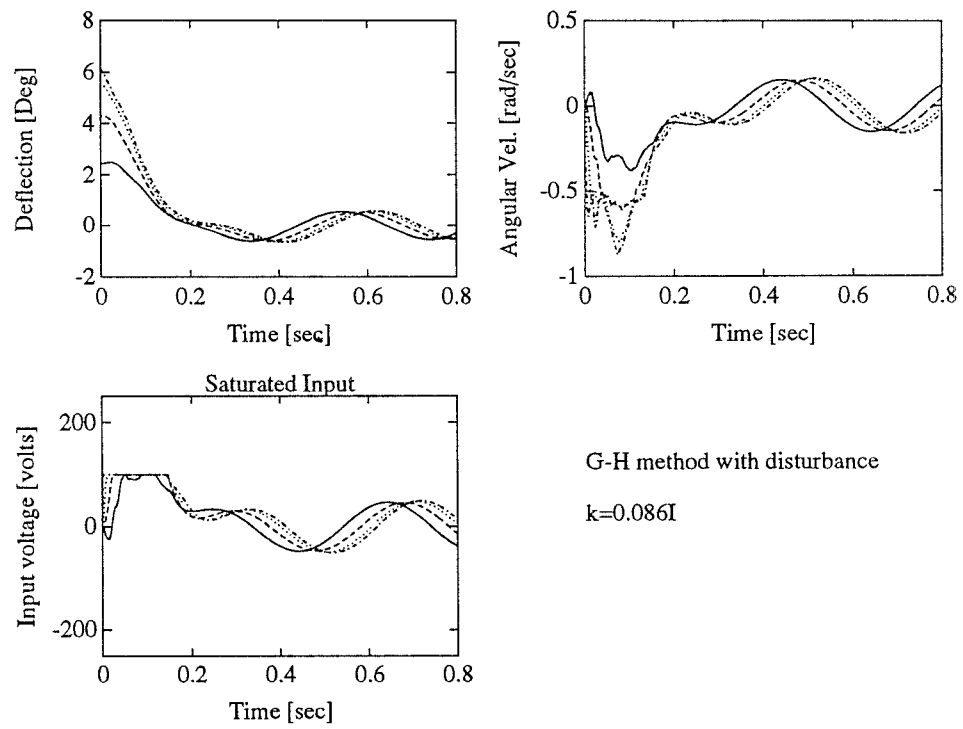 8
6
4
2
0
-2
Deflection [Deg]
0 0.2 0.4 0.6 0.8
Time [sec]
0.5
0
-0.5
-1
Angular Vel. [rad/sec]
0 0.2 0.4 0.6 0.8
Time [sec]
Saturated Input
200
0
-200
Input voltage [volts]
0 0.2 0.4 0.6 0.8
Time [sec]
G-H method with disturbance
k=0.086I